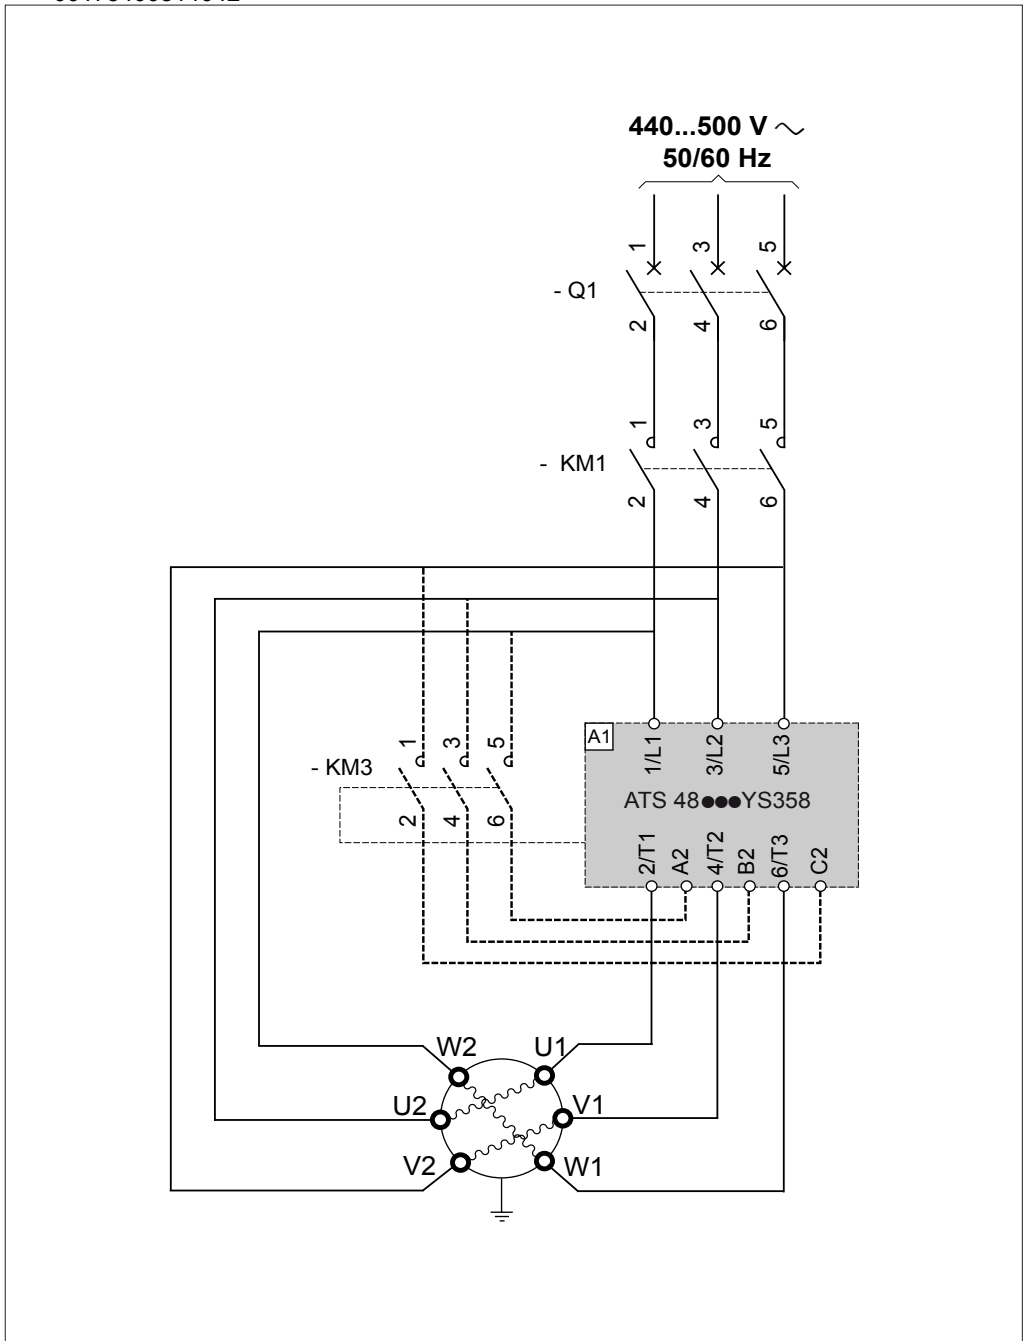 440...500 V ~
50/60 Hz
1 3 5
- Q1
2 4 6
1 3 5
- KM1
2 4 6
A1
1/L1 3/L2 5/L3
1 3 5
- KM3
ATS 48●●●YS358
2 4 6
2/T1 A2 4/T2 B2 6/T3 C2
W2 U1
U2 V1
V2 W1